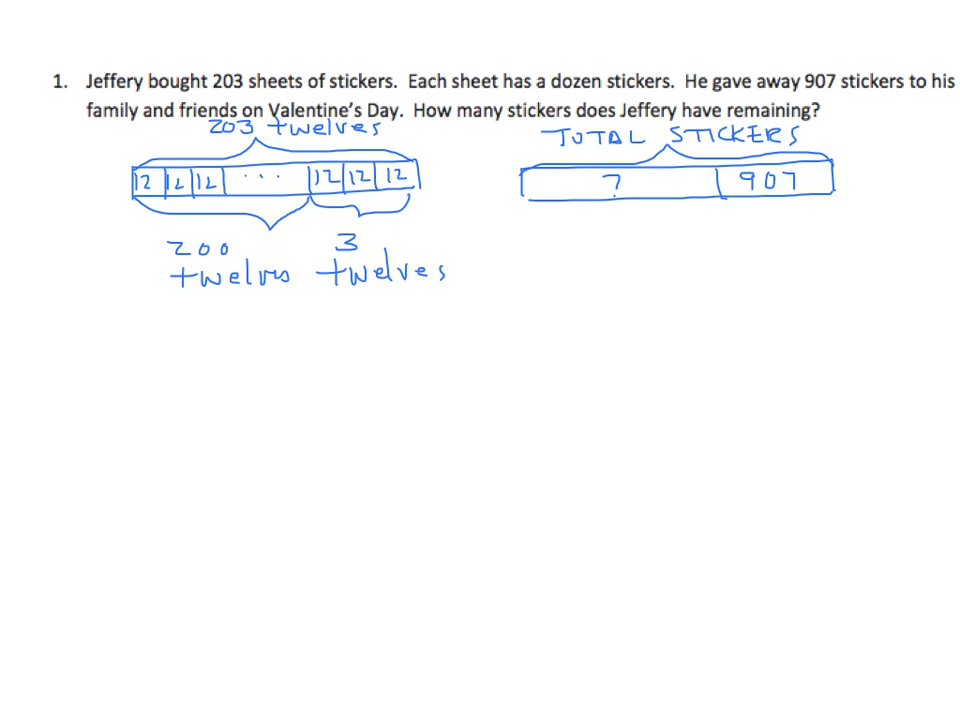 1. Jeffery bought 203 sheets of stickers. Each sheet has a dozen stickers. He gave away 907 stickers to his
family and friends on Valentine's Day. How many stickers does Jeffery have remaining?
203 twelves
TOTAL STICKERS
12 12 12 ... 12 12 12
? 907
200 3
twelves twelves